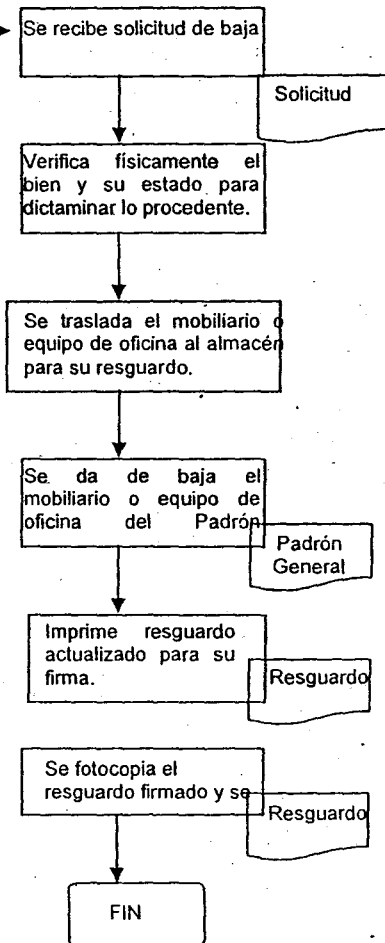 Se recibe solicitud de baja
Solicitud
Verifica físicamente el
bien y su estado para
dictaminar lo procedente.
Se traslada el mobiliario o
equipo de oficina al almacén
para su resguardo.
Se da de baja el
mobiliario o equipo de
oficina del Padrón
Padrón
General
Imprime resguardo
actualizado para su
firma.
Resguardo
Se fotocopia el
resguardo firmado y se
Resguardo
FIN